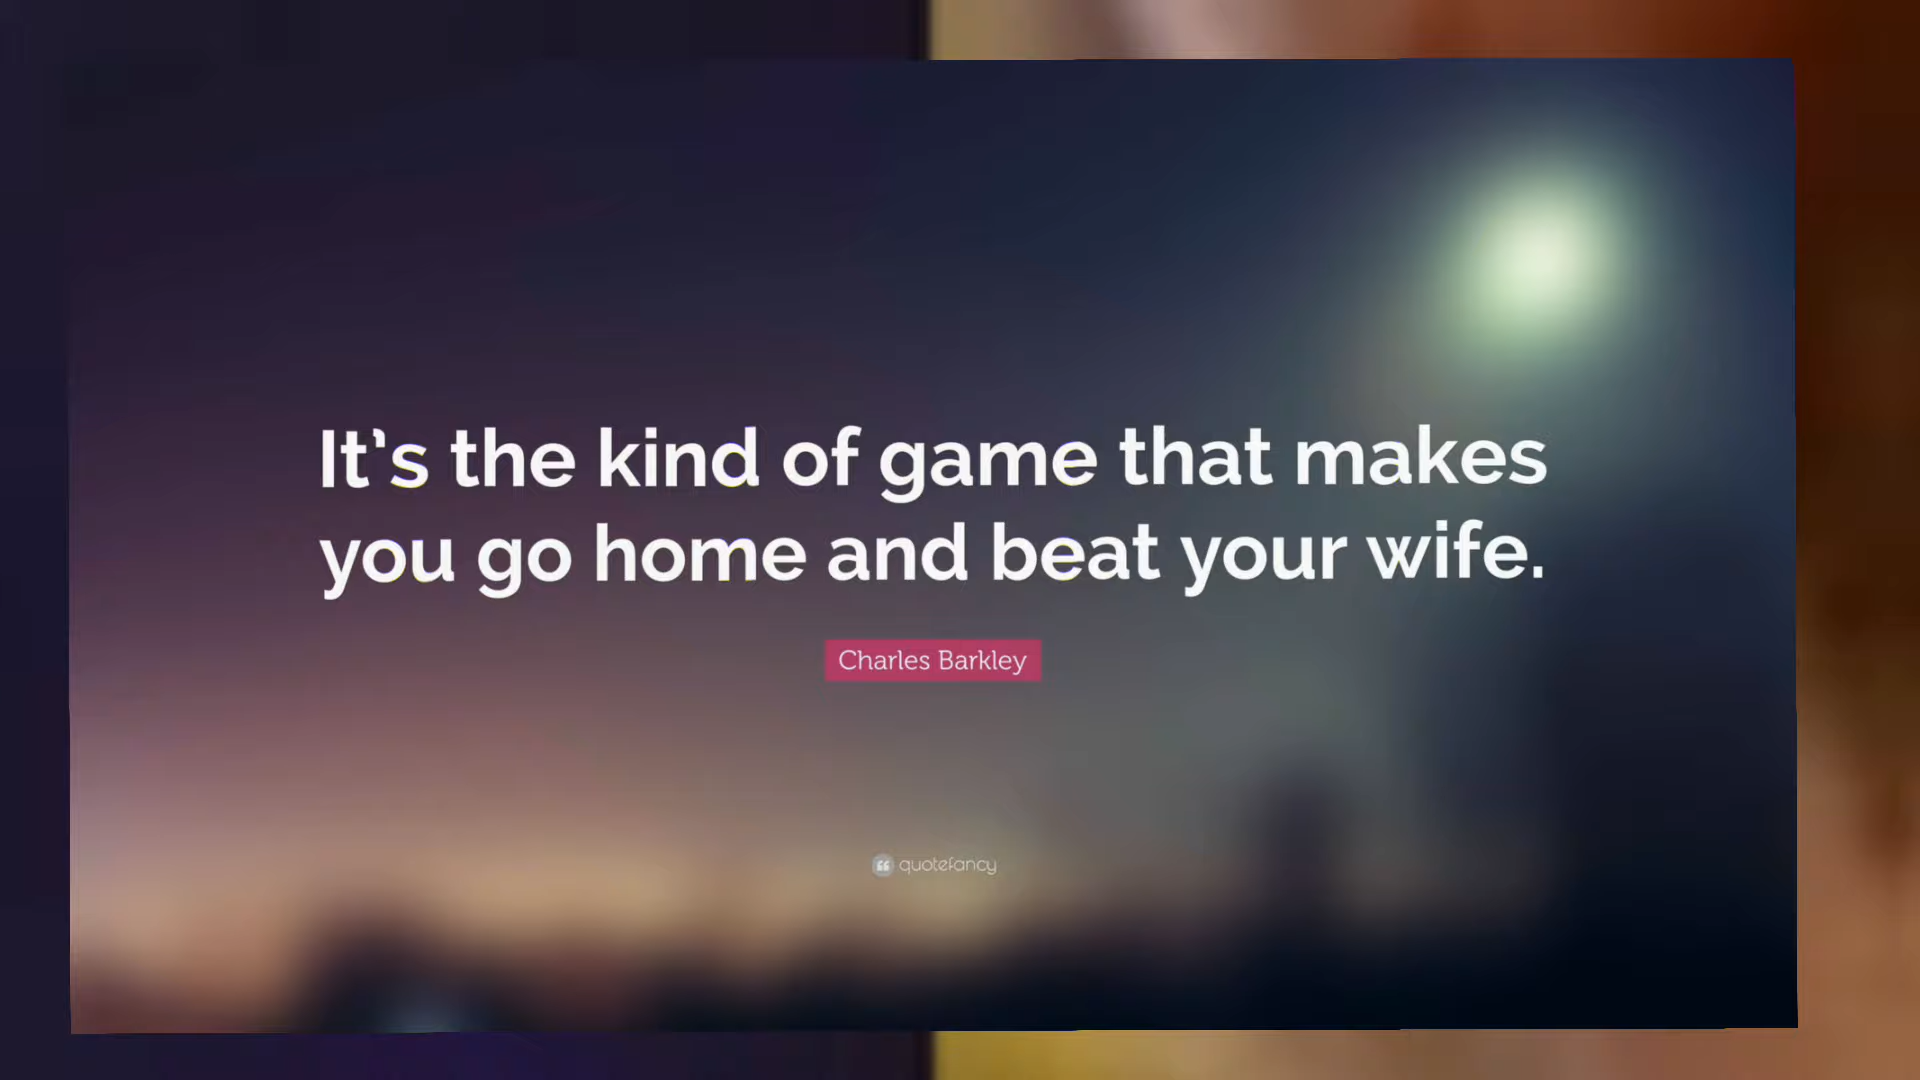 It’s the kind of game that makes
you go home and beat your wife.
Charles Barkley
quotefancy